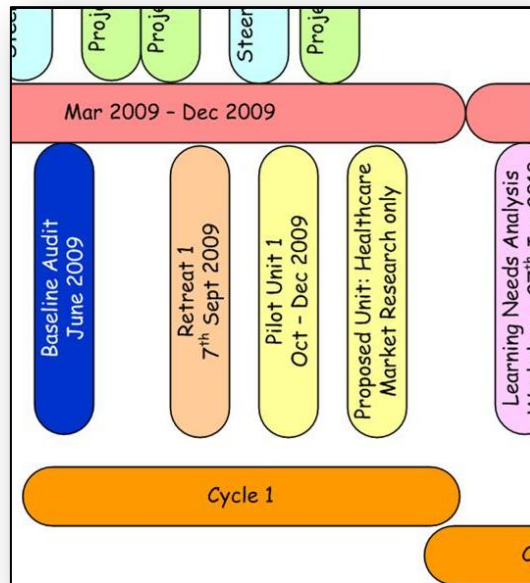 Mar 2009 – Dec 2009
Baseline Audit
June 2009
Retreat 1
7th Sept 2009
Pilot Unit 1
Oct – Dec 2009
Proposed Unit: Healthcare
Market Research only
Learning Needs Analysis
Cycle 1